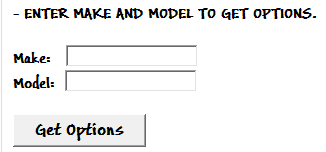 - ENTER MAKE AND MODEL TO GET OPTIONS.
Make:
Model:
Get Options